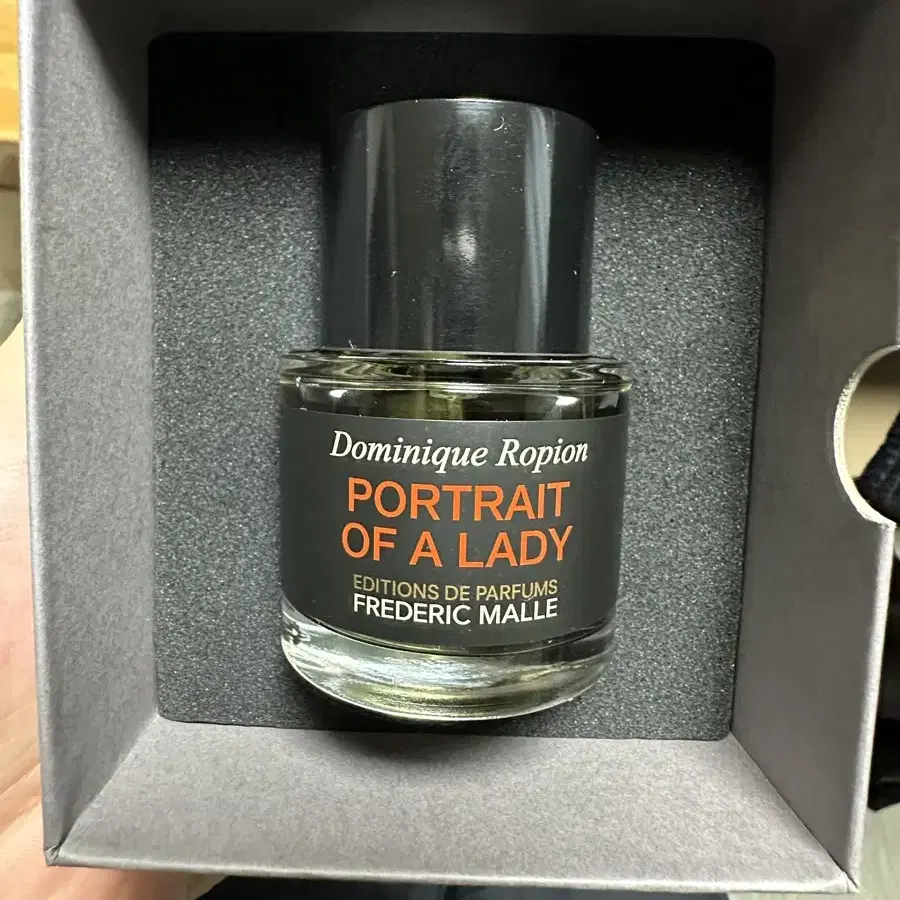 Dominique Ropion
PORTRAIT
OF A LADY
EDITIONS DE PARFUMS
FREDERIC MALLE